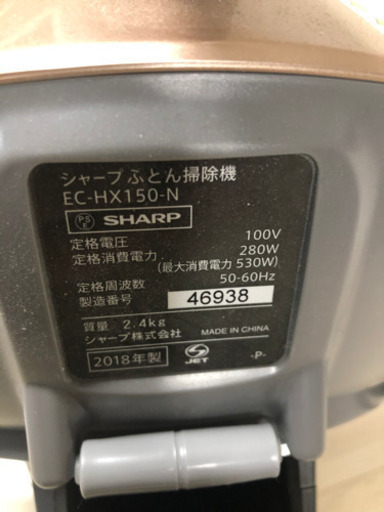 シャープふとん掃除機
EC-HX150-N
PS E SHARP
定格電圧 100V
定格消費電力 280W
(最大消費電力 530W)
定格周波数 50-60Hz
製造番号 46938
質量 2.4kg
シャープ株式会社 MADE IN CHINA
2018年製 JET -P-